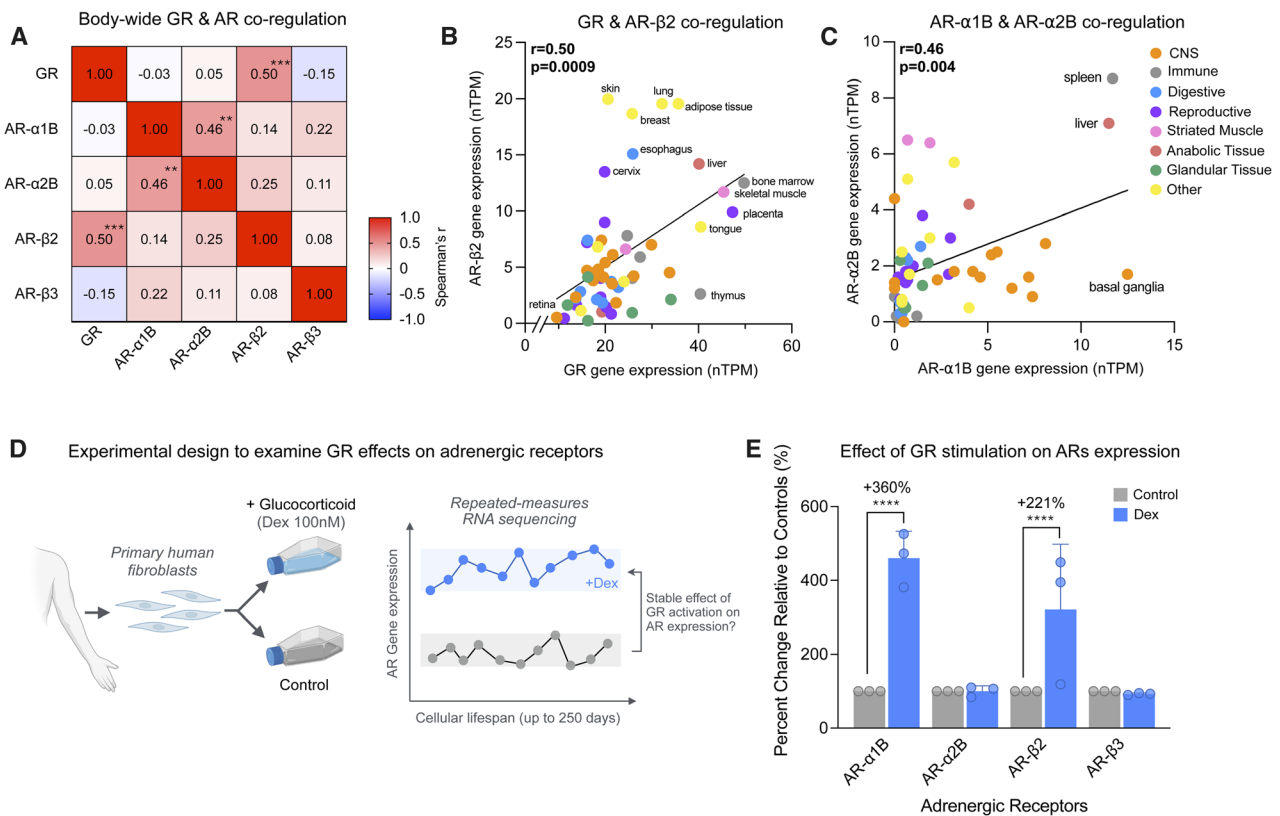 A
Body-wide GR & AR co-regulation
GR
1.00
-0.03
0.05
0.50***
-0.15
AR-α1B
-0.03
1.00
0.46**
0.14
0.22
AR-α2B
0.05
0.46**
1.00
0.25
0.11
AR-β2
0.50***
0.14
0.25
1.00
0.08
AR-β3
-0.15
0.22
0.11
0.08
1.00
GR
AR-α1B
AR-α2B
AR-β2
AR-β3
1.0
0.5
0
-0.5
-1.0
Spearman's r
B
GR & AR-β2 co-regulation
r=0.50
p=0.0009
AR-β2 gene expression (nTPM)
25
20
15
10
5
0
skin
lung
adipose tissue
breast
esophagus
cervix
liver
bone marrow
skeletal muscle
placenta
tongue
thymus
retina
0
20
40
60
GR gene expression (nTPM)
C
AR-α1B & AR-α2B co-regulation
r=0.46
p=0.004
AR-α2B gene expression (nTPM)
10
8
6
4
2
0
spleen
liver
basal ganglia
0
5
10
15
AR-α1B gene expression (nTPM)
CNS
Immune
Digestive
Reproductive
Striated Muscle
Anabolic Tissue
Glandular Tissue
Other
D
Experimental design to examine GR effects on adrenergic receptors
Primary human
fibroblasts
+ Glucocorticoid
(Dex 100nM)
Control
Repeated-measures
RNA sequencing
AR Gene expression
+Dex
Stable effect of
GR activation on
AR expression?
Cellular lifespan (up to 250 days)
E
Effect of GR stimulation on ARs expression
Percent Change Relative to Controls (%)
600
400
200
0
+360%
****
+221%
****
Control
Dex
AR-α1B
AR-α2B
AR-β2
AR-β3
Adrenergic Receptors